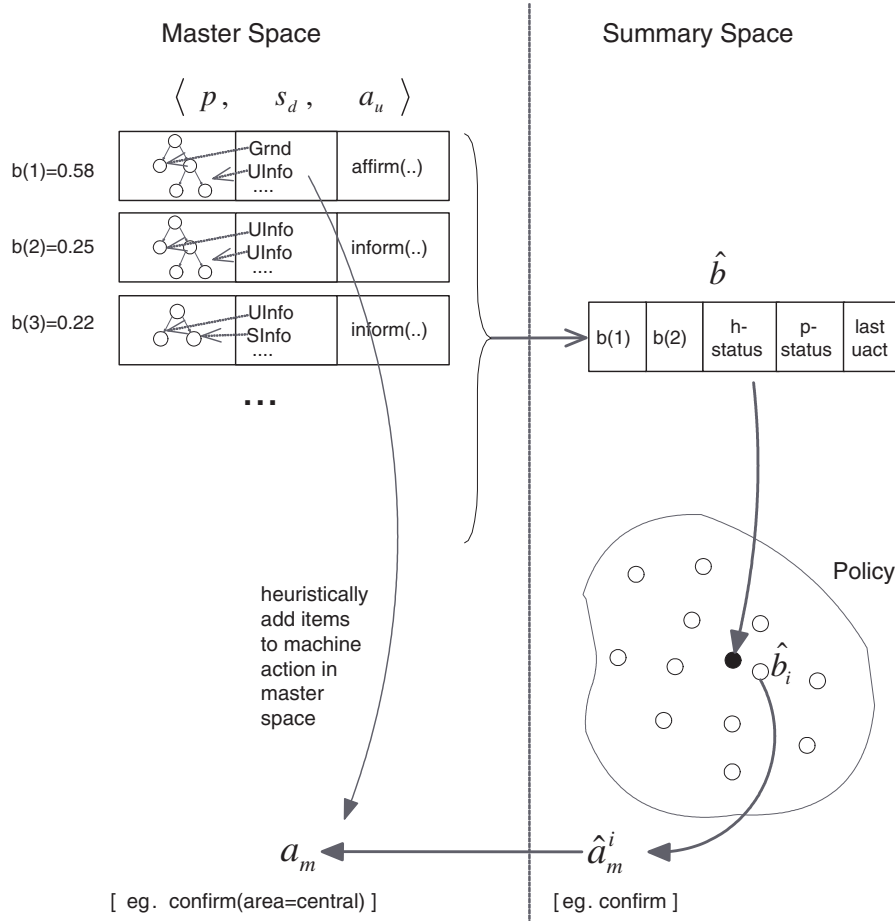 Master Space
Summary Space
⟨ p , s_d , a_u ⟩
b(1)=0.58
Grnd
UInfo
....
affirm(..)
b(2)=0.25
UInfo
UInfo
....
inform(..)
b(3)=0.22
UInfo
SInfo
....
inform(..)
...
b̂
b(1)
b(2)
h-
status
p-
status
last
uact
Policy
b̂_i
heuristically
add items
to machine
action in
master
space
a_m
â_m^i
[ eg. confirm(area=central) ]
[ eg. confirm ]